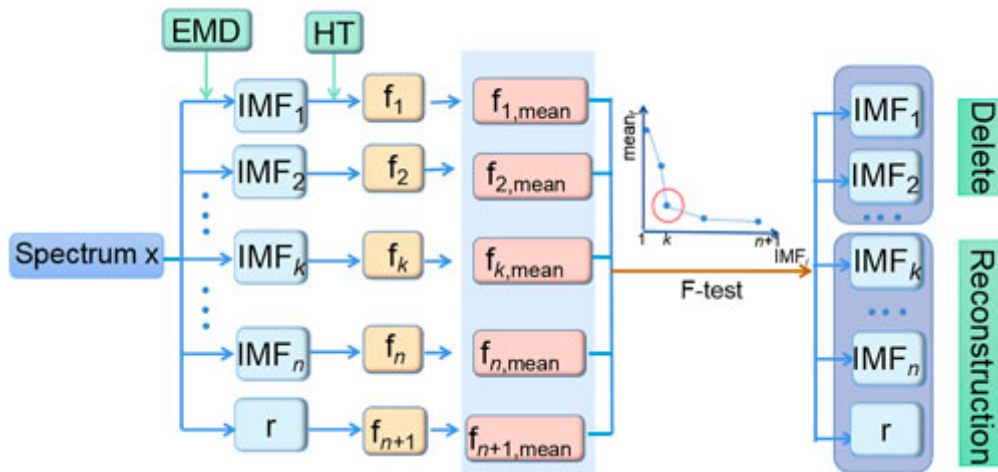 EMD
HT
IMF1
f1
f1,mean
IMF2
f2
f2,mean
Spectrum x
IMFk
fk
fk,mean
IMFn
fn
fn,mean
r
fn+1
fn+1,mean
mean
1
k
n+1
IMFi
F-test
IMF1
IMF2
Delete
IMFk
IMFn
r
Reconstruction